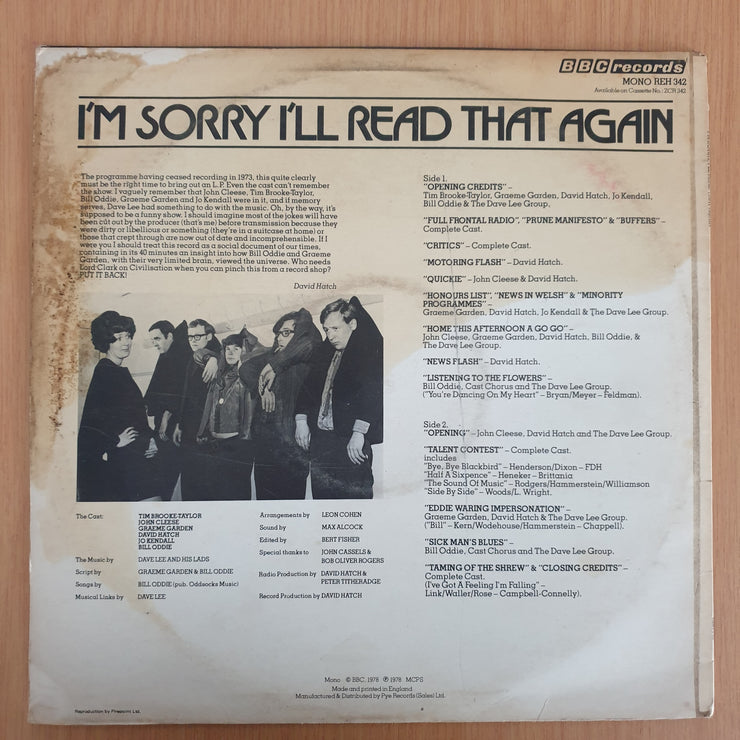 BBC records
MONO REH 342
Available on Cassette No.: ZCR 342
I'M SORRY I'LL READ THAT AGAIN
The programme having ceased recording in 1973, this quite clearly
must be the right time to bring out an L.P. Even the cast can't remember
the show. I vaguely remember that John Cleese, Tim Brooke-Taylor,
Bill Oddie, Graeme Garden and Jo Kendall were in it, and if memory
serves, Dave Lee had something to do with the music. Oh, by the way, it's
supposed to be a funny show. I should imagine most of the jokes will have
been cut out by the producer (that's me) before transmission because they
were dirty or libellious or something (they're in a suitcase at home) or
those that crept through are now out of date and incomprehensible. If I
were you I should treat this record as a social document of our times,
containing in its 40 minutes an insight into how Bill Oddie and Graeme
Garden, with their very limited brain, viewed the universe. Who needs
Lord Clark on Civilisation when you can pinch this from a record shop?
PUT IT BACK!
David Hatch
The Cast: TIM BROOKE-TAYLOR
JOHN CLEESE
GRAEME GARDEN
DAVID HATCH
JO KENDALL
BILL ODDIE
The Music by DAVE LEE AND HIS LADS
Script by GRAEME GARDEN & BILL ODDIE
Songs by BILL ODDIE (pub. Oddsocks Music)
Musical Links by DAVE LEE
Arrangements by LEON COHEN
Sound by MAX ALCOCK
Edited by BERT FISHER
Special thanks to JOHN CASSELS &
BOB OLIVER ROGERS
Radio Production by DAVID HATCH &
PETER TITHERADGE
Record Production by DAVID HATCH
Side 1.
"OPENING CREDITS" –
Tim Brooke-Taylor, Graeme Garden, David Hatch, Jo Kendall,
Bill Oddie & The Dave Lee Group,
"FULL FRONTAL RADIO", "PRUNE MANIFESTO" & "BUFFERS" –
Complete Cast.
"CRITICS" – Complete Cast.
"MOTORING FLASH" – David Hatch.
"QUICKIE" – John Cleese & David Hatch.
"HONOURS LIST", "NEWS IN WELSH" & "MINORITY
PROGRAMMES" –
Graeme Garden, David Hatch, Jo Kendall & The Dave Lee Group.
"HOME THIS AFTERNOON A GO GO" –
John Cleese, Graeme Garden, David Hatch, Bill Oddie, &
The Dave Lee Group.
"NEWS FLASH" – David Hatch.
"LISTENING TO THE FLOWERS" –
Bill Oddie, Cast Chorus and The Dave Lee Group.
("You're Dancing On My Heart" – Bryan/Meyer – Feldman).
Side 2.
"OPENING" – John Cleese, David Hatch and The Dave Lee Group.
"TALENT CONTEST" – Complete Cast.
includes
"Bye, Bye Blackbird" – Henderson/Dixon – FDH
"Half A Sixpence" – Heneker – Brittania
"The Sound Of Music" – Rodgers/Hammerstein/Williamson
"Side By Side" – Woods/L. Wright.
"EDDIE WARING IMPERSONATION" –
Graeme Garden, David Hatch & The Dave Lee Group.
("Bill" – Kern/Wodehouse/Hammerstein – Chappell).
"SICK MAN'S BLUES" –
Bill Oddie, Cast Chorus and The Dave Lee Group.
"TAMING OF THE SHREW" & "CLOSING CREDITS" –
Complete Cast.
(I've Got A Feeling I'm Falling" –
Link/Waller/Rose – Campbell-Connelly).
Mono © BBC, 1978 ℗ 1978 MCPS
Made and printed in England
Manufactured & Distributed by Pye Records (Sales) Ltd.
Reproduction by Firepoint Ltd.